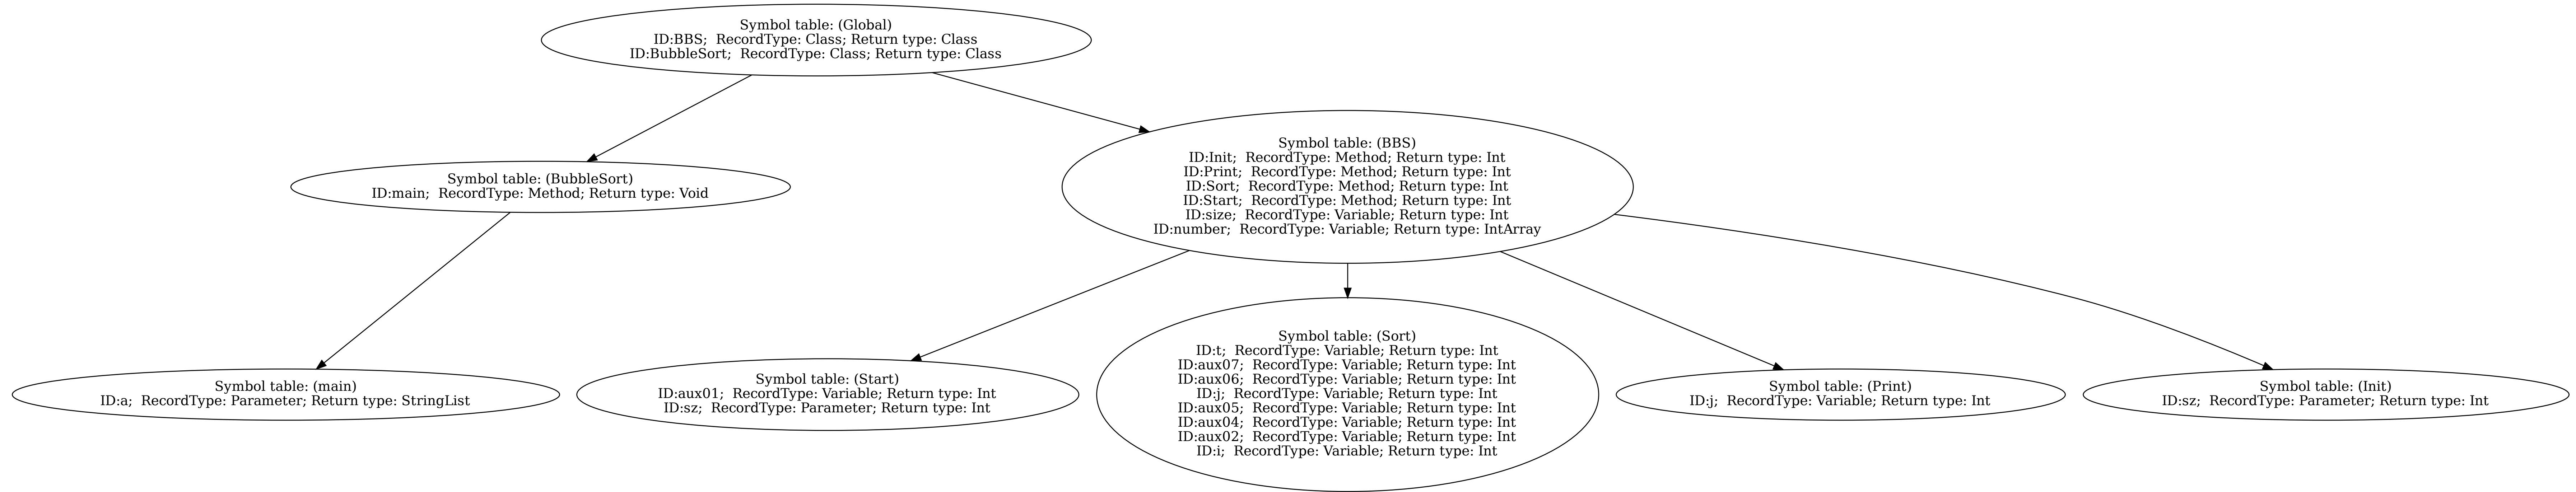 Symbol table: (Global)
ID:BBS;  RecordType: Class; Return type: Class
ID:BubbleSort;  RecordType: Class; Return type: Class
Symbol table: (BubbleSort)
ID:main;  RecordType: Method; Return type: Void
Symbol table: (BBS)
ID:Init;  RecordType: Method; Return type: Int
ID:Print;  RecordType: Method; Return type: Int
ID:Sort;  RecordType: Method; Return type: Int
ID:Start;  RecordType: Method; Return type: Int
ID:size;  RecordType: Variable; Return type: Int
ID:number;  RecordType: Variable; Return type: IntArray
Symbol table: (main)
ID:a;  RecordType: Parameter; Return type: StringList
Symbol table: (Start)
ID:aux01;  RecordType: Variable; Return type: Int
ID:sz;  RecordType: Parameter; Return type: Int
Symbol table: (Sort)
ID:t;  RecordType: Variable; Return type: Int
ID:aux07;  RecordType: Variable; Return type: Int
ID:aux06;  RecordType: Variable; Return type: Int
ID:j;  RecordType: Variable; Return type: Int
ID:aux05;  RecordType: Variable; Return type: Int
ID:aux04;  RecordType: Variable; Return type: Int
ID:aux02;  RecordType: Variable; Return type: Int
ID:i;  RecordType: Variable; Return type: Int
Symbol table: (Print)
ID:j;  RecordType: Variable; Return type: Int
Symbol table: (Init)
ID:sz;  RecordType: Parameter; Return type: Int